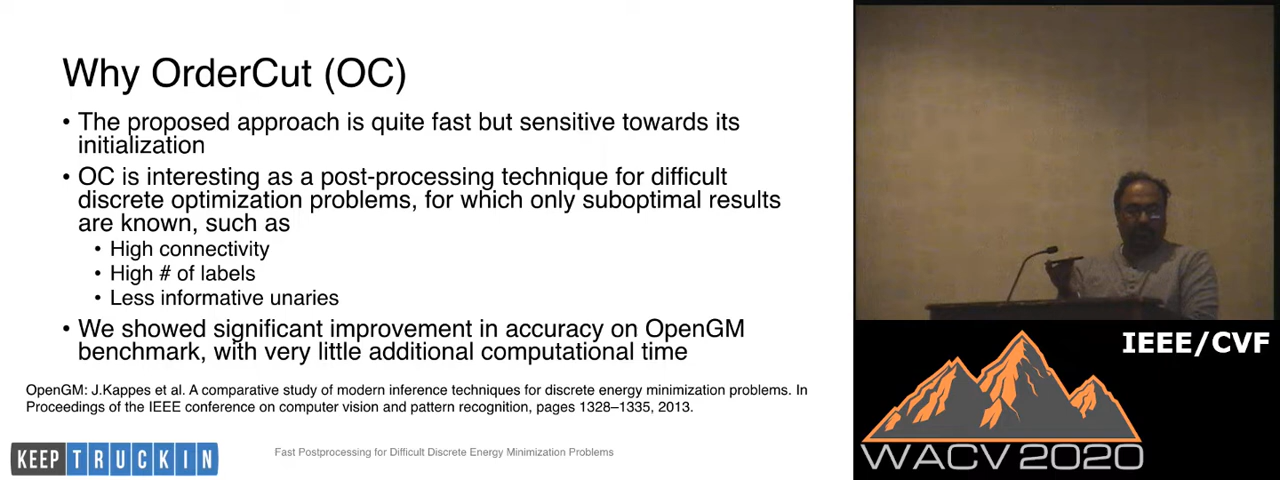 Why OrderCut (OC)
• The proposed approach is quite fast but sensitive towards its
initialization
• OC is interesting as a post-processing technique for difficult
discrete optimization problems, for which only suboptimal results
are known, such as
• High connectivity
• High # of labels
• Less informative unaries
• We showed significant improvement in accuracy on OpenGM
benchmark, with very little additional computational time
OpenGM: J.Kappes et al. A comparative study of modern inference techniques for discrete energy minimization problems. In
Proceedings of the IEEE conference on computer vision and pattern recognition, pages 1328–1335, 2013.
KEEP TRUCKIN
Fast Postprocessing for Difficult Discrete Energy Minimization Problems
IEEE/CVF
WACV 2020